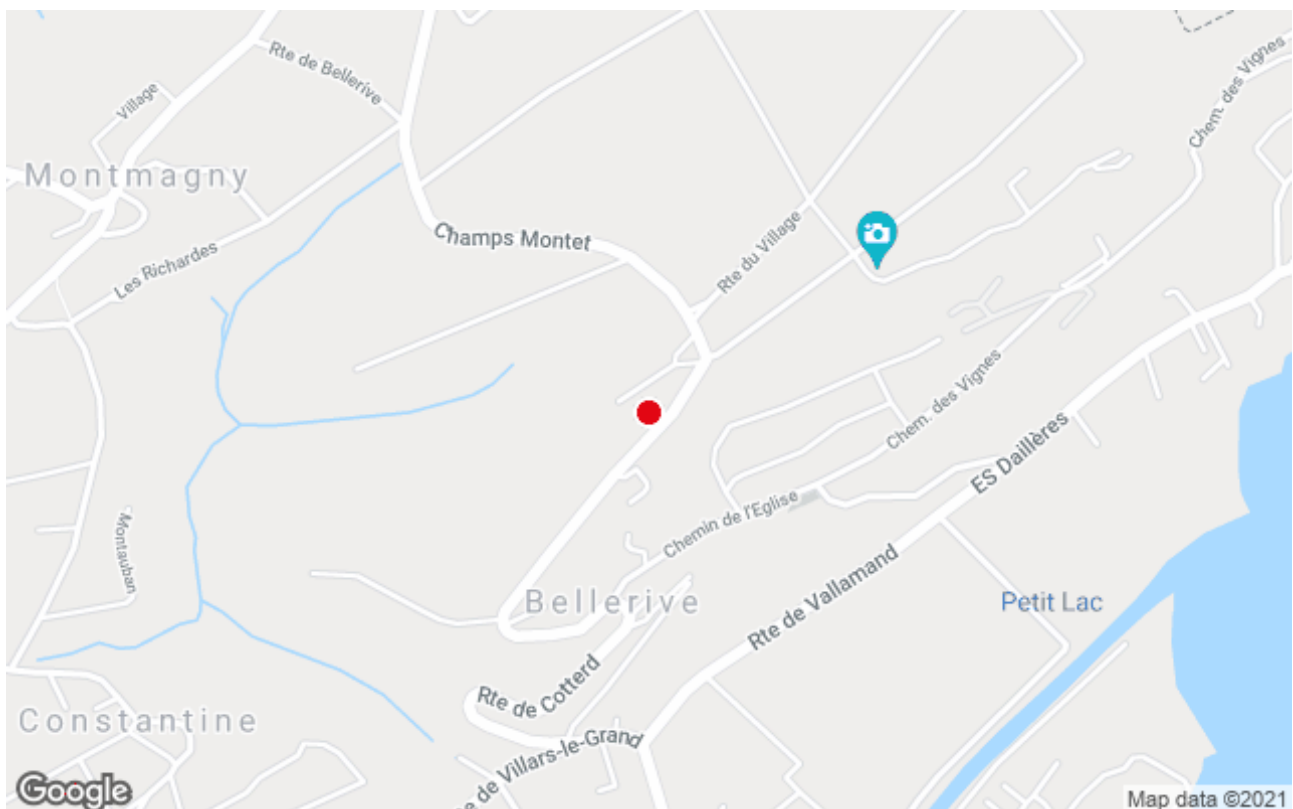 Rte de Bellerive
Village
Chem. des Vignes
Montmagny
Champs Montet
Rte du Village
Les Richardes
Chem. des Vignes
ES Daillères
Montauban
Chemin de l'Eglise
Bellerive
Rte de Vallamand
Petit Lac
Rte de Cotterd
Constantine
e de Villars-le-Grand
Google
Map data ©2021